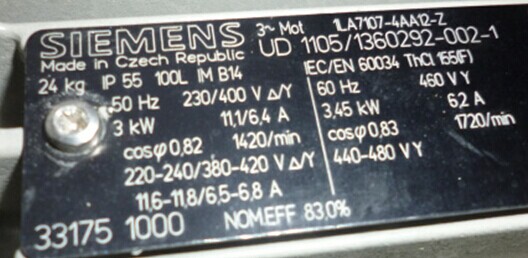 SIEMENS 3~ Mot 1LA7107-4AA12-Z
Made in Czech Republic UD 1105/1360292-002-1
24 kg IP 55 100L IM B14 IEC/EN 60034 ThCl 155(F)
50 Hz 230/400 V Δ/Y 60 Hz 460 V Y
3 kW 11,1/6,4 A 3,45 kW 6,2 A
cosφ 0,82 1420/min cosφ 0,83 1720/min
220-240/380-420 V Δ/Y 440-480 V Y
11,6-11,8/6,5-6,8 A
33175 1000 NOM.EFF 83,0%